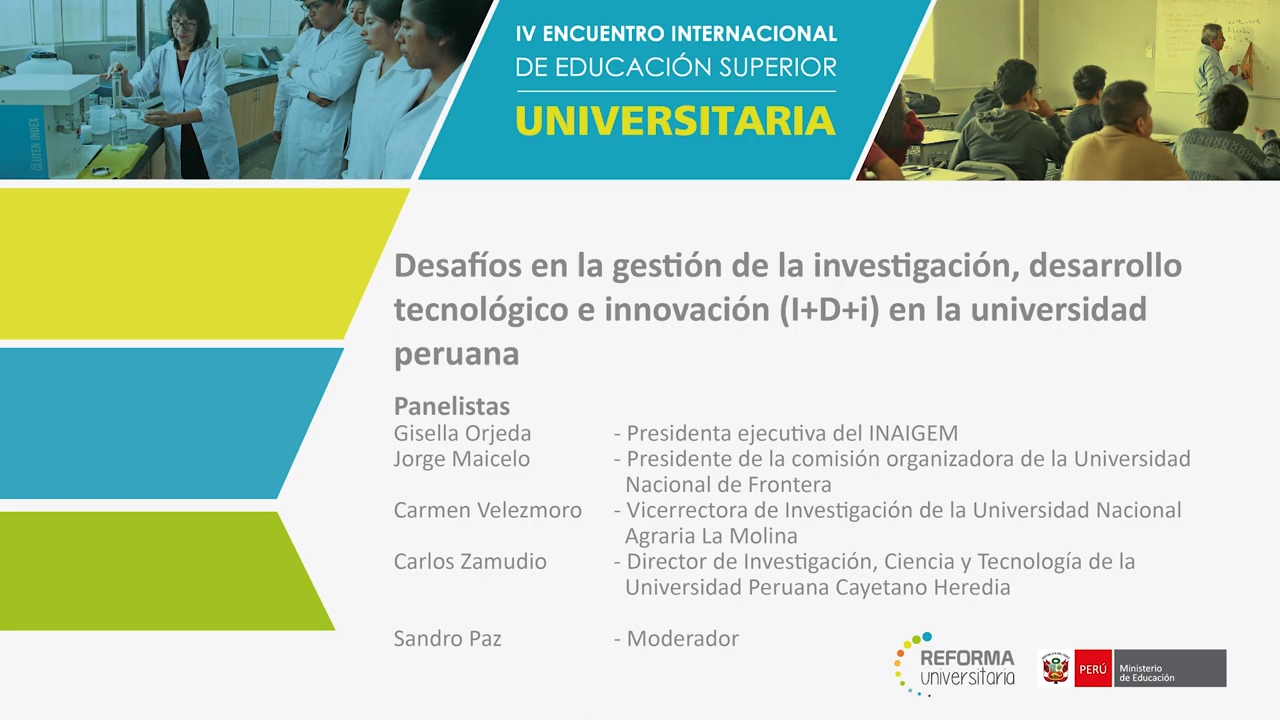 IV ENCUENTRO INTERNACIONAL
DE EDUCACIÓN SUPERIOR
UNIVERSITARIA
GLUTEN INDEX
Desafíos en la gestión de la investigación, desarrollo
tecnológico e innovación (I+D+i) en la universidad
peruana
Panelistas
Gisella Orjeda - Presidenta ejecutiva del INAIGEM
Jorge Maicelo - Presidente de la comisión organizadora de la Universidad
Nacional de Frontera
Carmen Velezmoro - Vicerrectora de Investigación de la Universidad Nacional
Agraria La Molina
Carlos Zamudio - Director de Investigación, Ciencia y Tecnología de la
Universidad Peruana Cayetano Heredia
Sandro Paz - Moderador
REFORMA
universitaria
PERÚ
Ministerio
de Educación